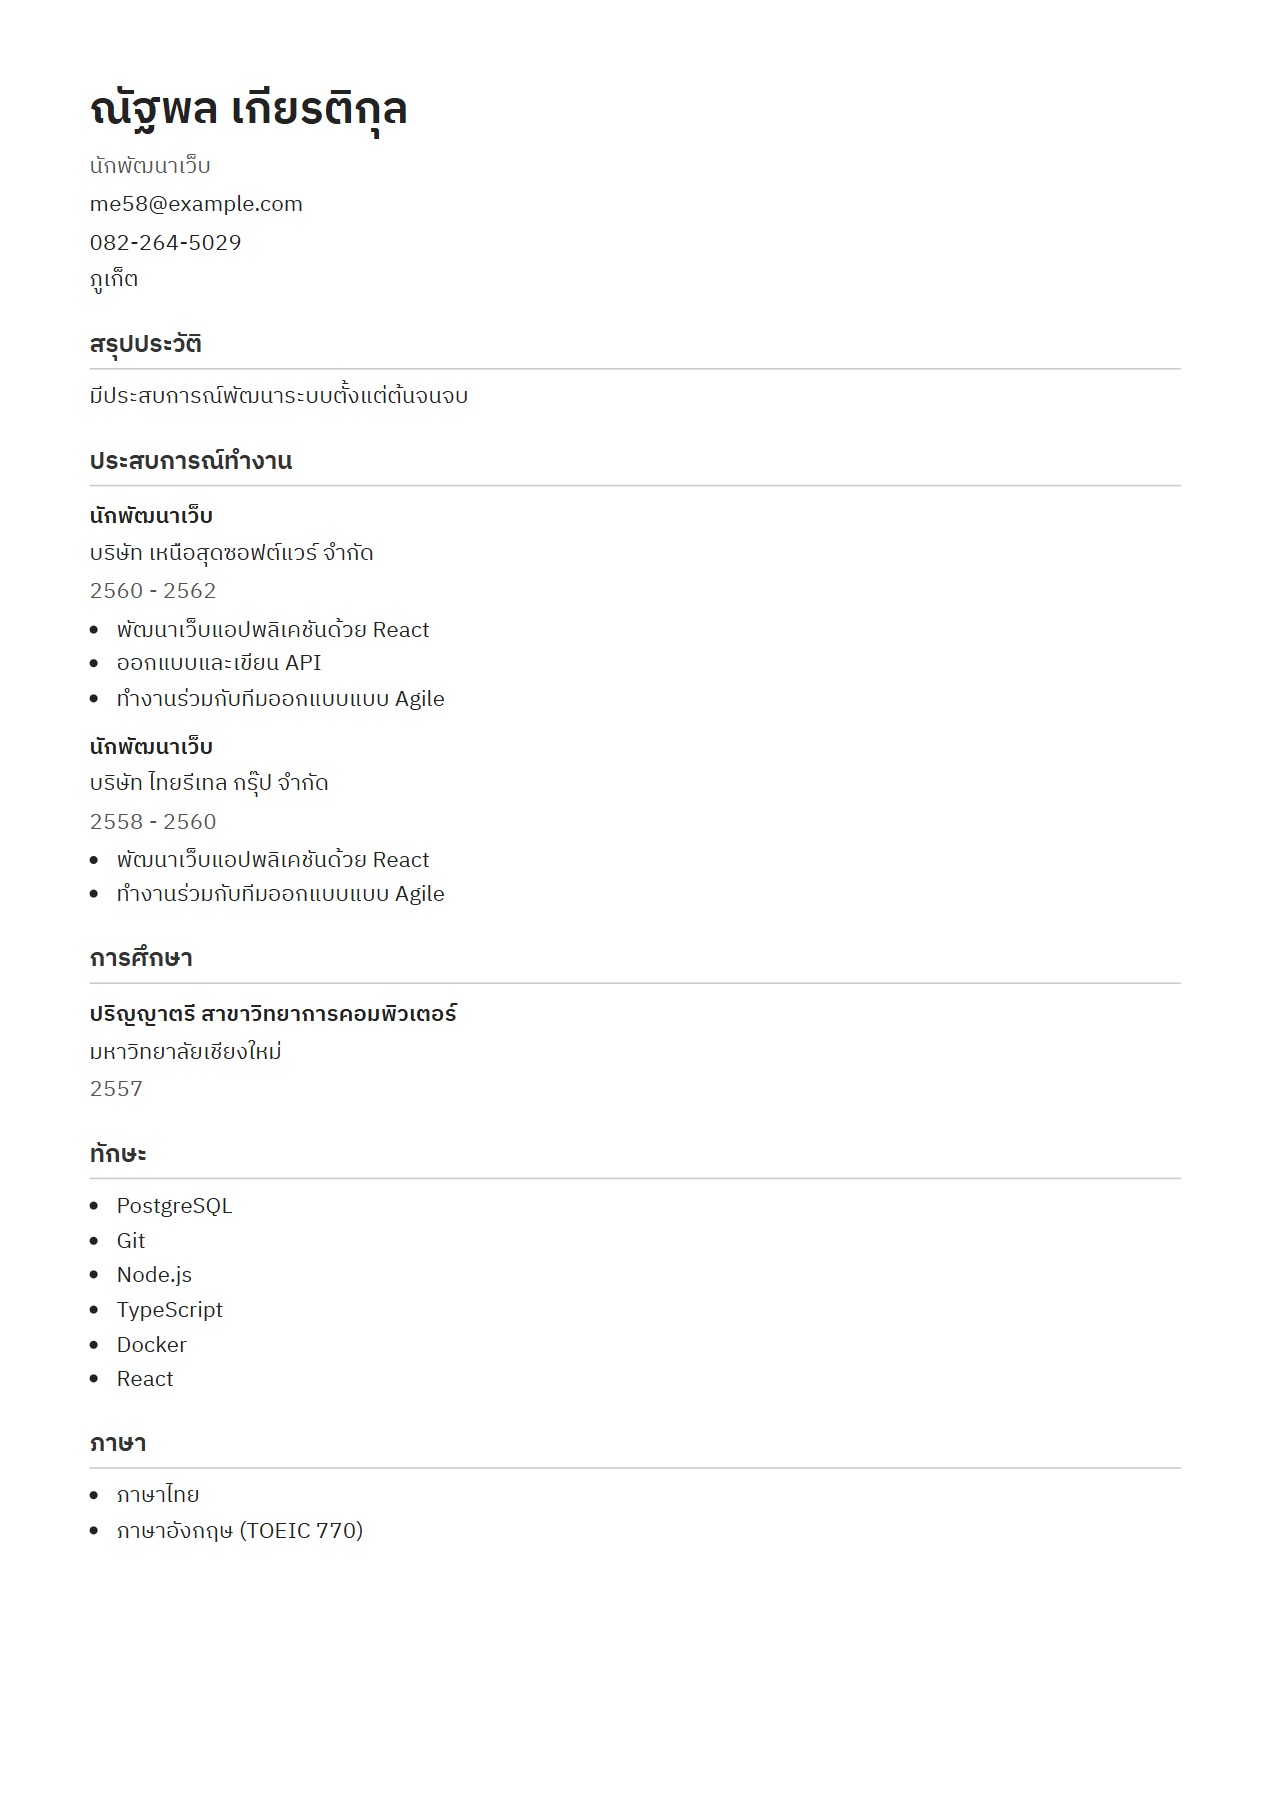 ณัฐพล เกียรติกุล
นักพัฒนาเว็บ
me58@example.com
082-264-5029
ภูเก็ต
สรุปประวัติ
มีประสบการณ์พัฒนาระบบตั้งแต่ต้นจนจบ
ประสบการณ์ทำงาน
นักพัฒนาเว็บ
บริษัท เหนือสุดซอฟต์แวร์ จำกัด
2560 - 2562
• พัฒนาเว็บแอปพลิเคชันด้วย React
• ออกแบบและเขียน API
• ทำงานร่วมกับทีมออกแบบแบบ Agile
นักพัฒนาเว็บ
บริษัท ไทยรีเทล กรุ๊ป จำกัด
2558 - 2560
• พัฒนาเว็บแอปพลิเคชันด้วย React
• ทำงานร่วมกับทีมออกแบบแบบ Agile
การศึกษา
ปริญญาตรี สาขาวิทยาการคอมพิวเตอร์
มหาวิทยาลัยเชียงใหม่
2557
ทักษะ
• PostgreSQL
• Git
• Node.js
• TypeScript
• Docker
• React
ภาษา
• ภาษาไทย
• ภาษาอังกฤษ (TOEIC 770)